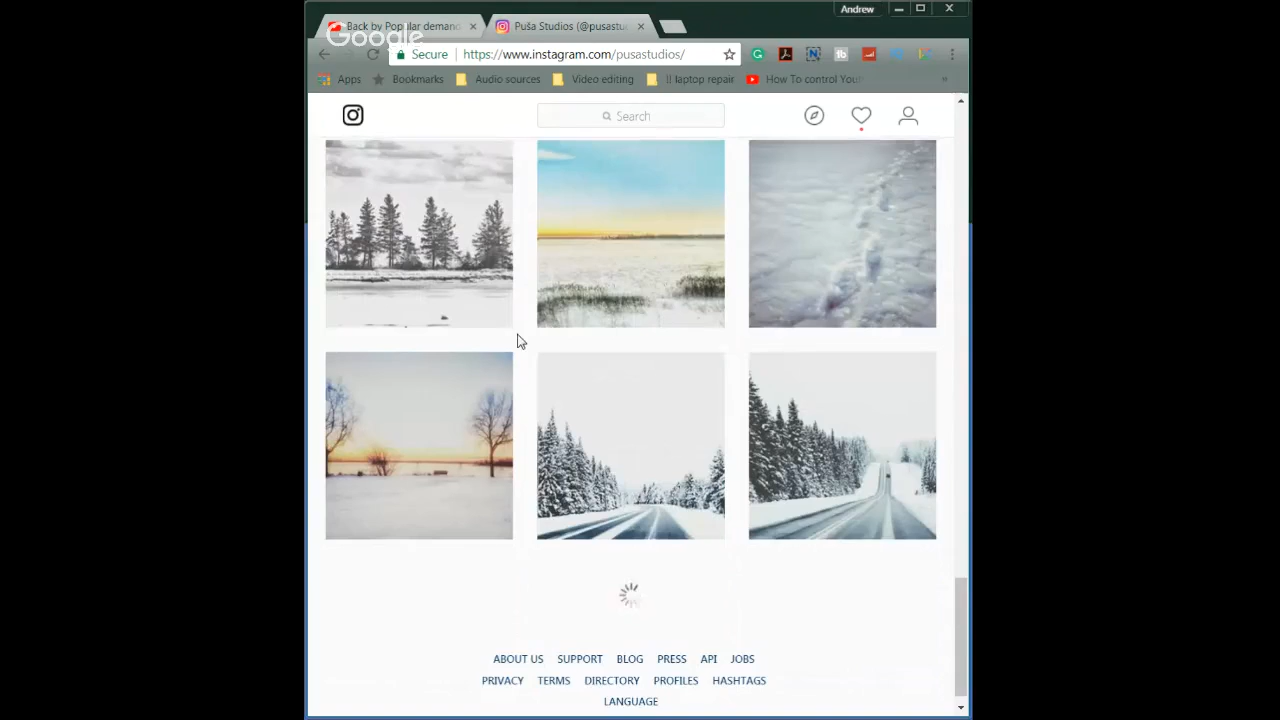 Andrew
Back by Popular demand
Puša Studios (@pusastu
Google
Secure https://www.instagram.com/pusastudios/
Apps Bookmarks Audio sources Video editing II laptop repair How To control You
Search
ABOUT US SUPPORT BLOG PRESS API JOBS
PRIVACY TERMS DIRECTORY PROFILES HASHTAGS
LANGUAGE